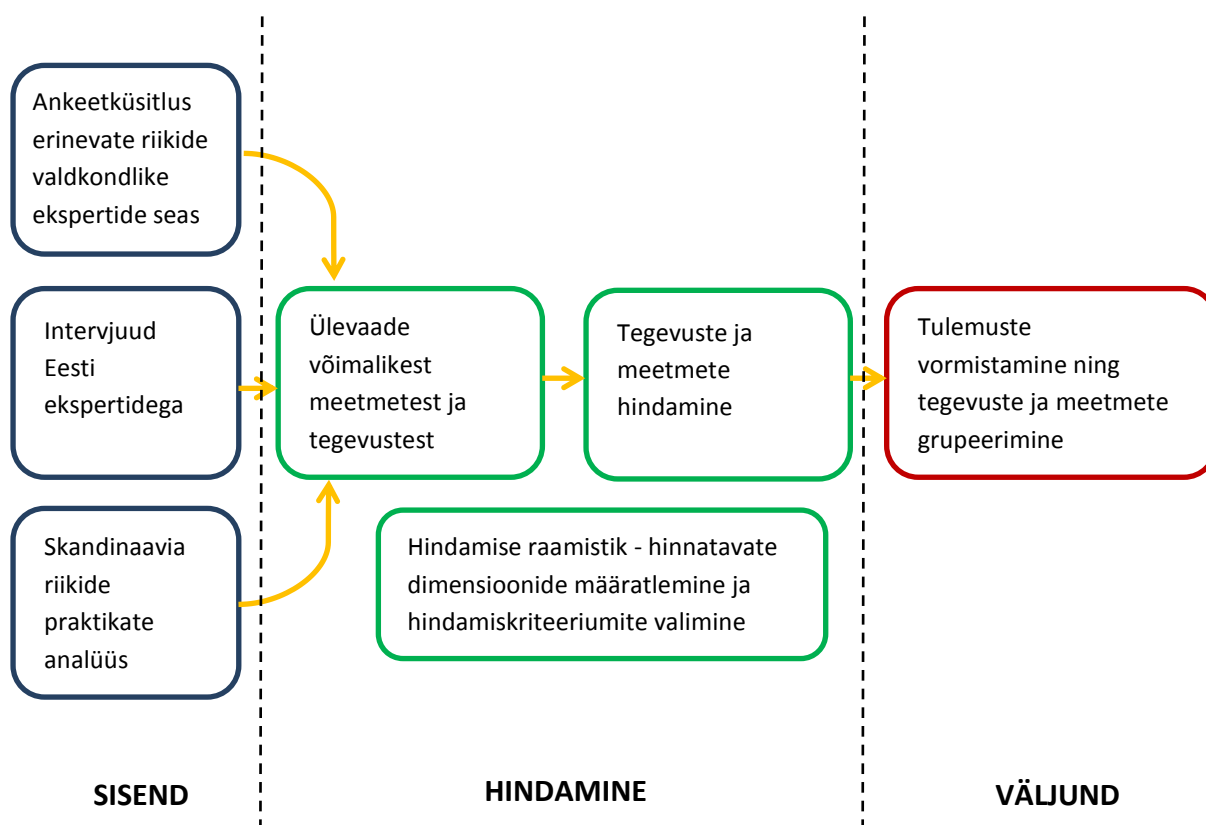 Ankeetküsitlus
erinevate riikide
valdkondlike
ekspertide seas
Intervjuud
Eesti
ekspertidega
Skandinaavia
riikide
praktikate
analüüs
Ülevaade
võimalikest
meetmetest ja
tegevustest
Tegevuste ja
meetmete
hindamine
Hindamise raamistik - hinnatavate
dimensioonide määratlemine ja
hindamiskriteeriumite valimine
Tulemuste
vormistamine ning
tegevuste ja meetmete
grupeerimine
SISEND
HINDAMINE
VÄLJUND